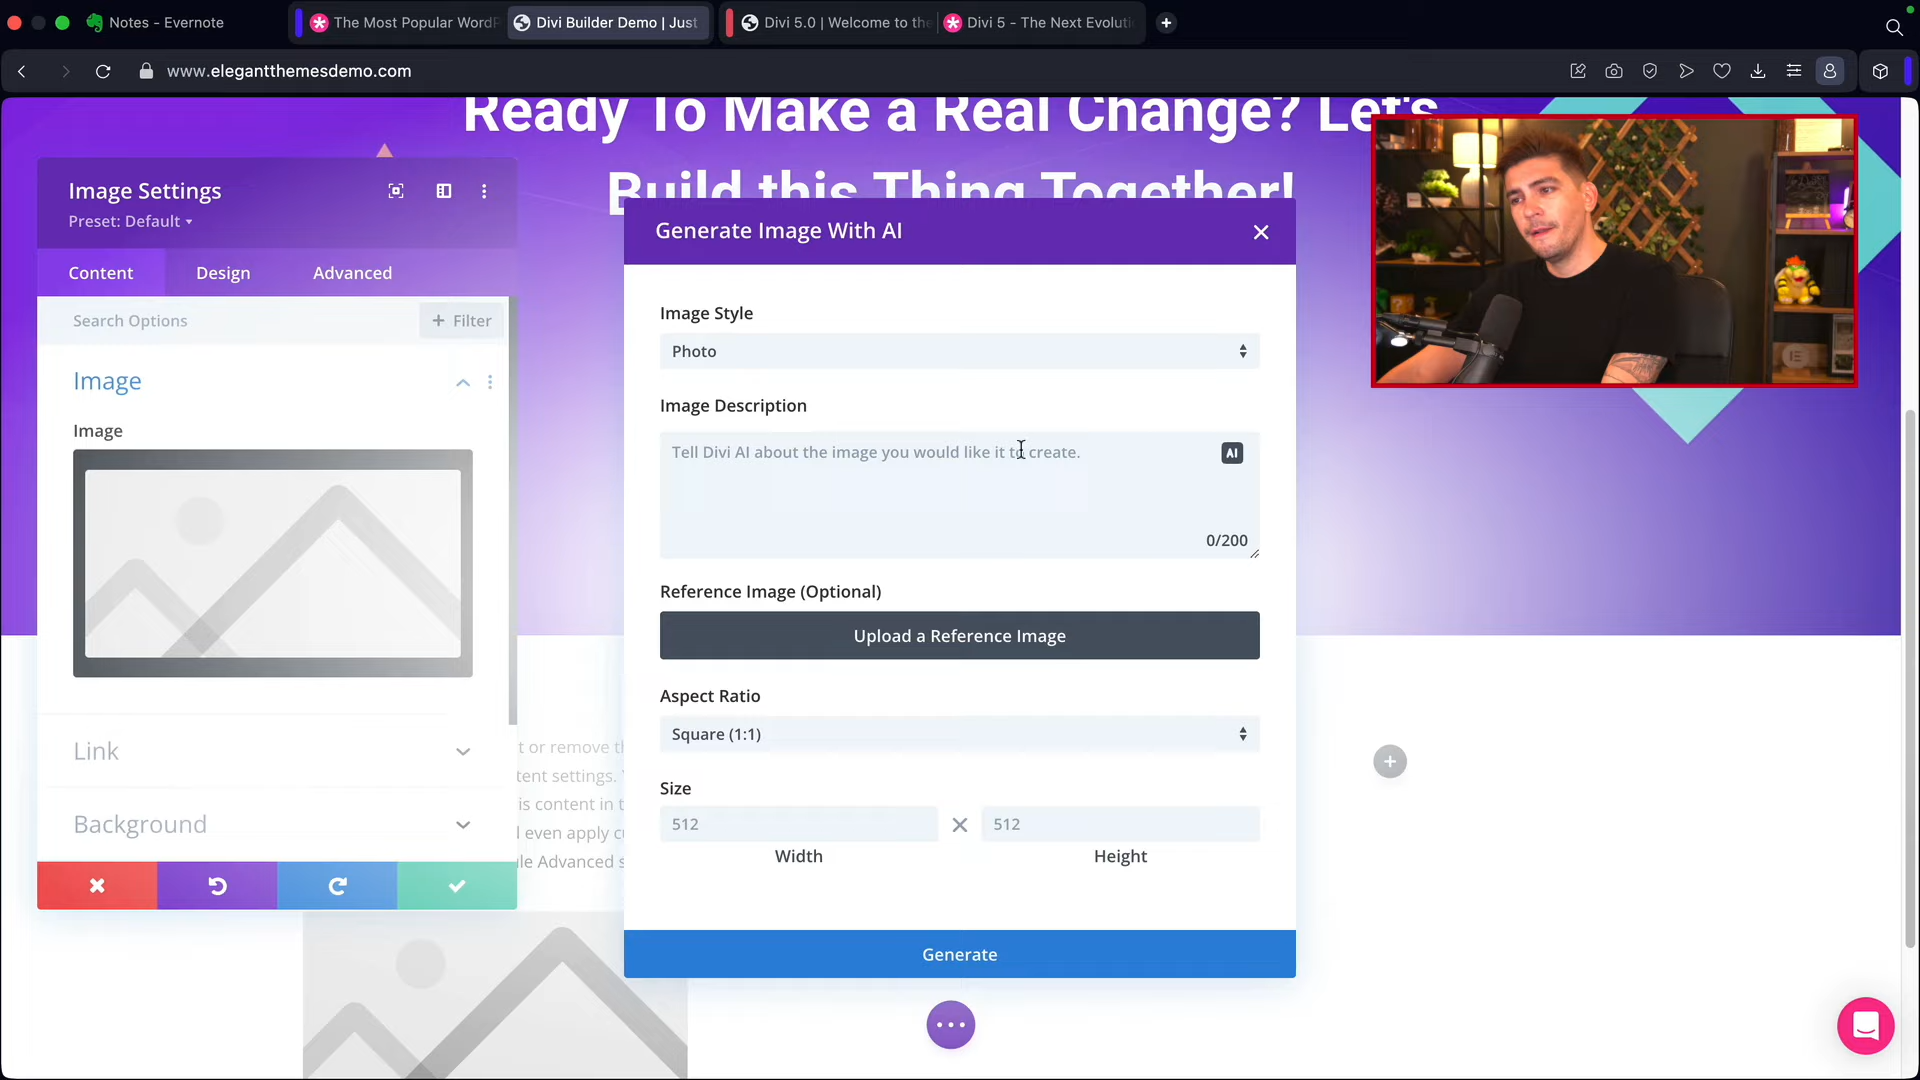 Notes - Evernote
The Most Popular WordP
Divi Builder Demo | Just
Divi 5.0 | Welcome to the
Divi 5 - The Next Evoluti
www.elegantthemesdemo.com
Ready To Make a Real Change? Let's
Build this Thing Together!
Image Settings
Preset: Default
Content
Design
Advanced
Search Options
+ Filter
Image
Image
Link
Background
t or remove th
tent settings.
is content in t
d even apply cu
le Advanced s
Generate Image With AI
Image Style
Photo
Image Description
Tell Divi AI about the image you would like it to create.
AI
0/200
Reference Image (Optional)
Upload a Reference Image
Aspect Ratio
Square (1:1)
Size
512
512
Width
Height
Generate